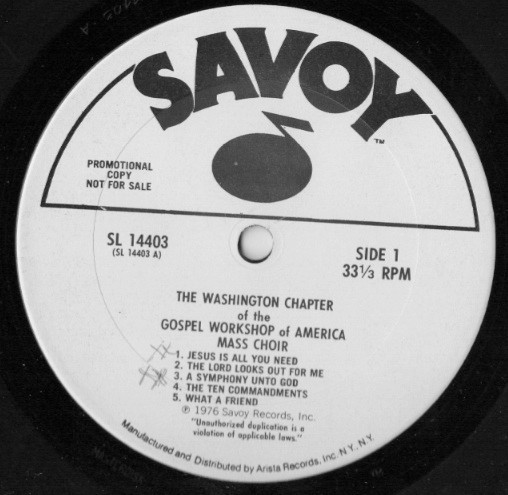 SAVOY™
PROMOTIONAL
COPY
NOT FOR SALE
SL 14403
(SL 14403 A)
SIDE 1
33⅓ RPM
THE WASHINGTON CHAPTER
of the
GOSPEL WORKSHOP of AMERICA
MASS CHOIR
1. JESUS IS ALL YOU NEED
2. THE LORD LOOKS OUT FOR ME
3. A SYMPHONY UNTO GOD
4. THE TEN COMMANDMENTS
5. WHAT A FRIEND
℗ 1976 Savoy Records, Inc.
"Unauthorized duplication is a
violation of applicable laws."
Manufactured and Distributed by Arista Records, Inc. N.Y., N.Y.